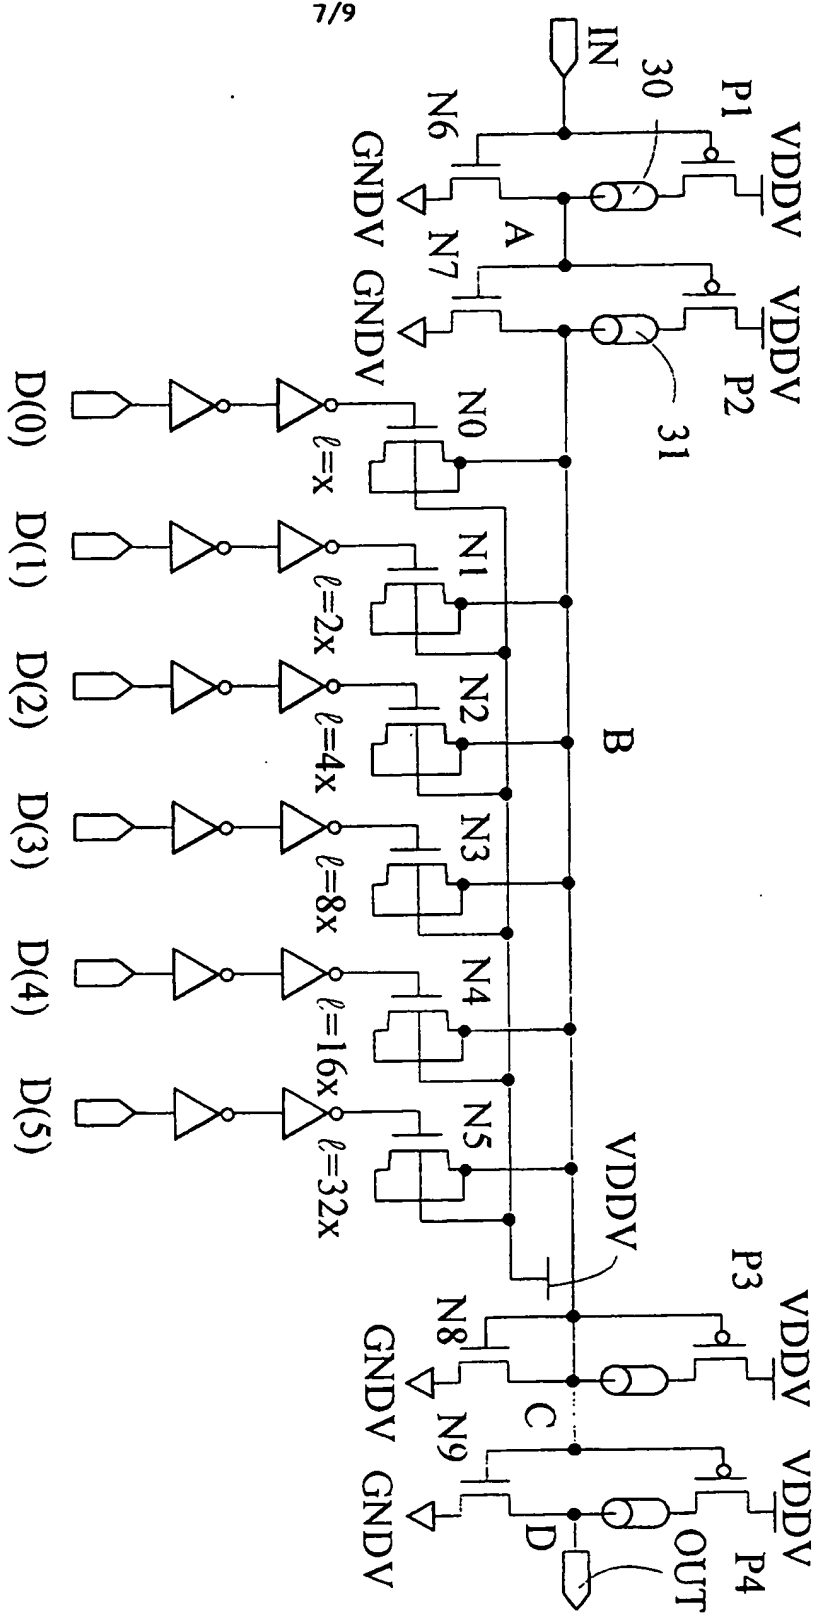 7/9
IN
30
P1
VDDV
N6
GNDV
A
N7
GNDV
VDDV
P2
31
D(0)
N0
ℓ=x
D(1)
N1
ℓ=2x
D(2)
N2
ℓ=4x
B
D(3)
N3
ℓ=8x
D(4)
N4
ℓ=16x
D(5)
N5
ℓ=32x
VDDV
P3
VDDV
N8
GNDV
C
N9
GNDV
VDDV
P4
D
OUT